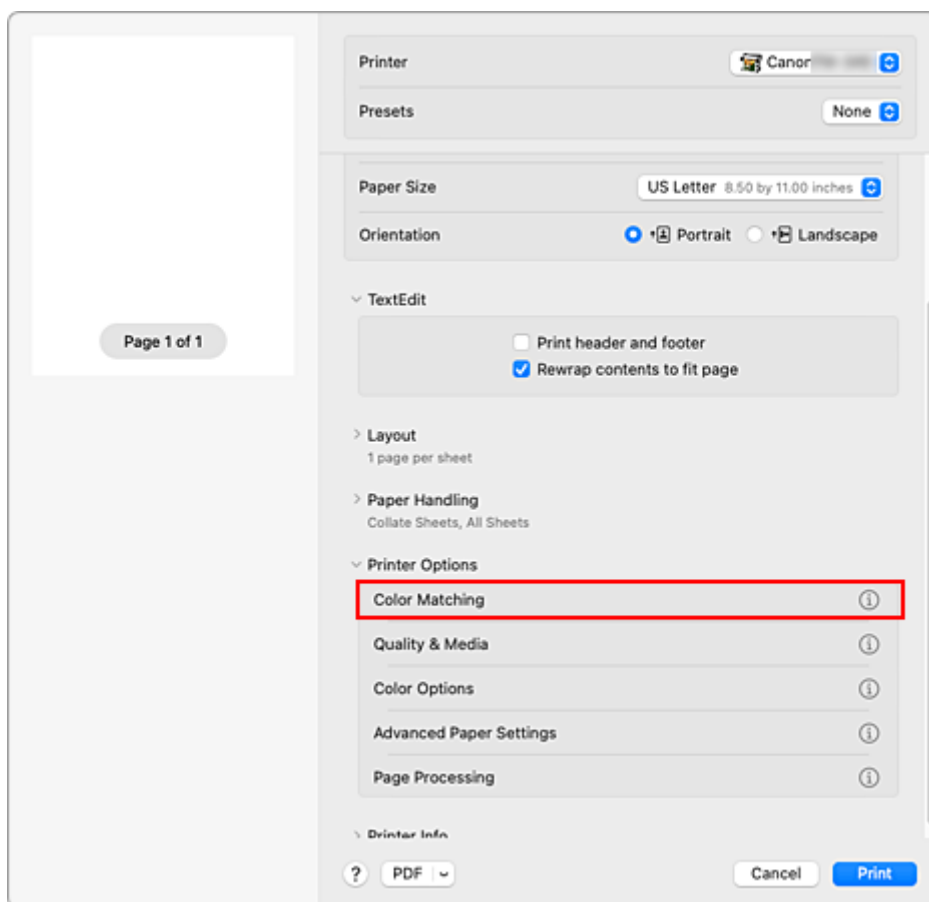 Printer Canon
Presets None
Paper Size US Letter 8.50 by 11.00 inches
Orientation Portrait Landscape
TextEdit
Print header and footer
Page 1 of 1
Rewrap contents to fit page
Layout
1 page per sheet
Paper Handling
Collate Sheets, All Sheets
Printer Options
Color Matching
Quality & Media
Color Options
Advanced Paper Settings
Page Processing
Printer Info
? PDF Cancel Print